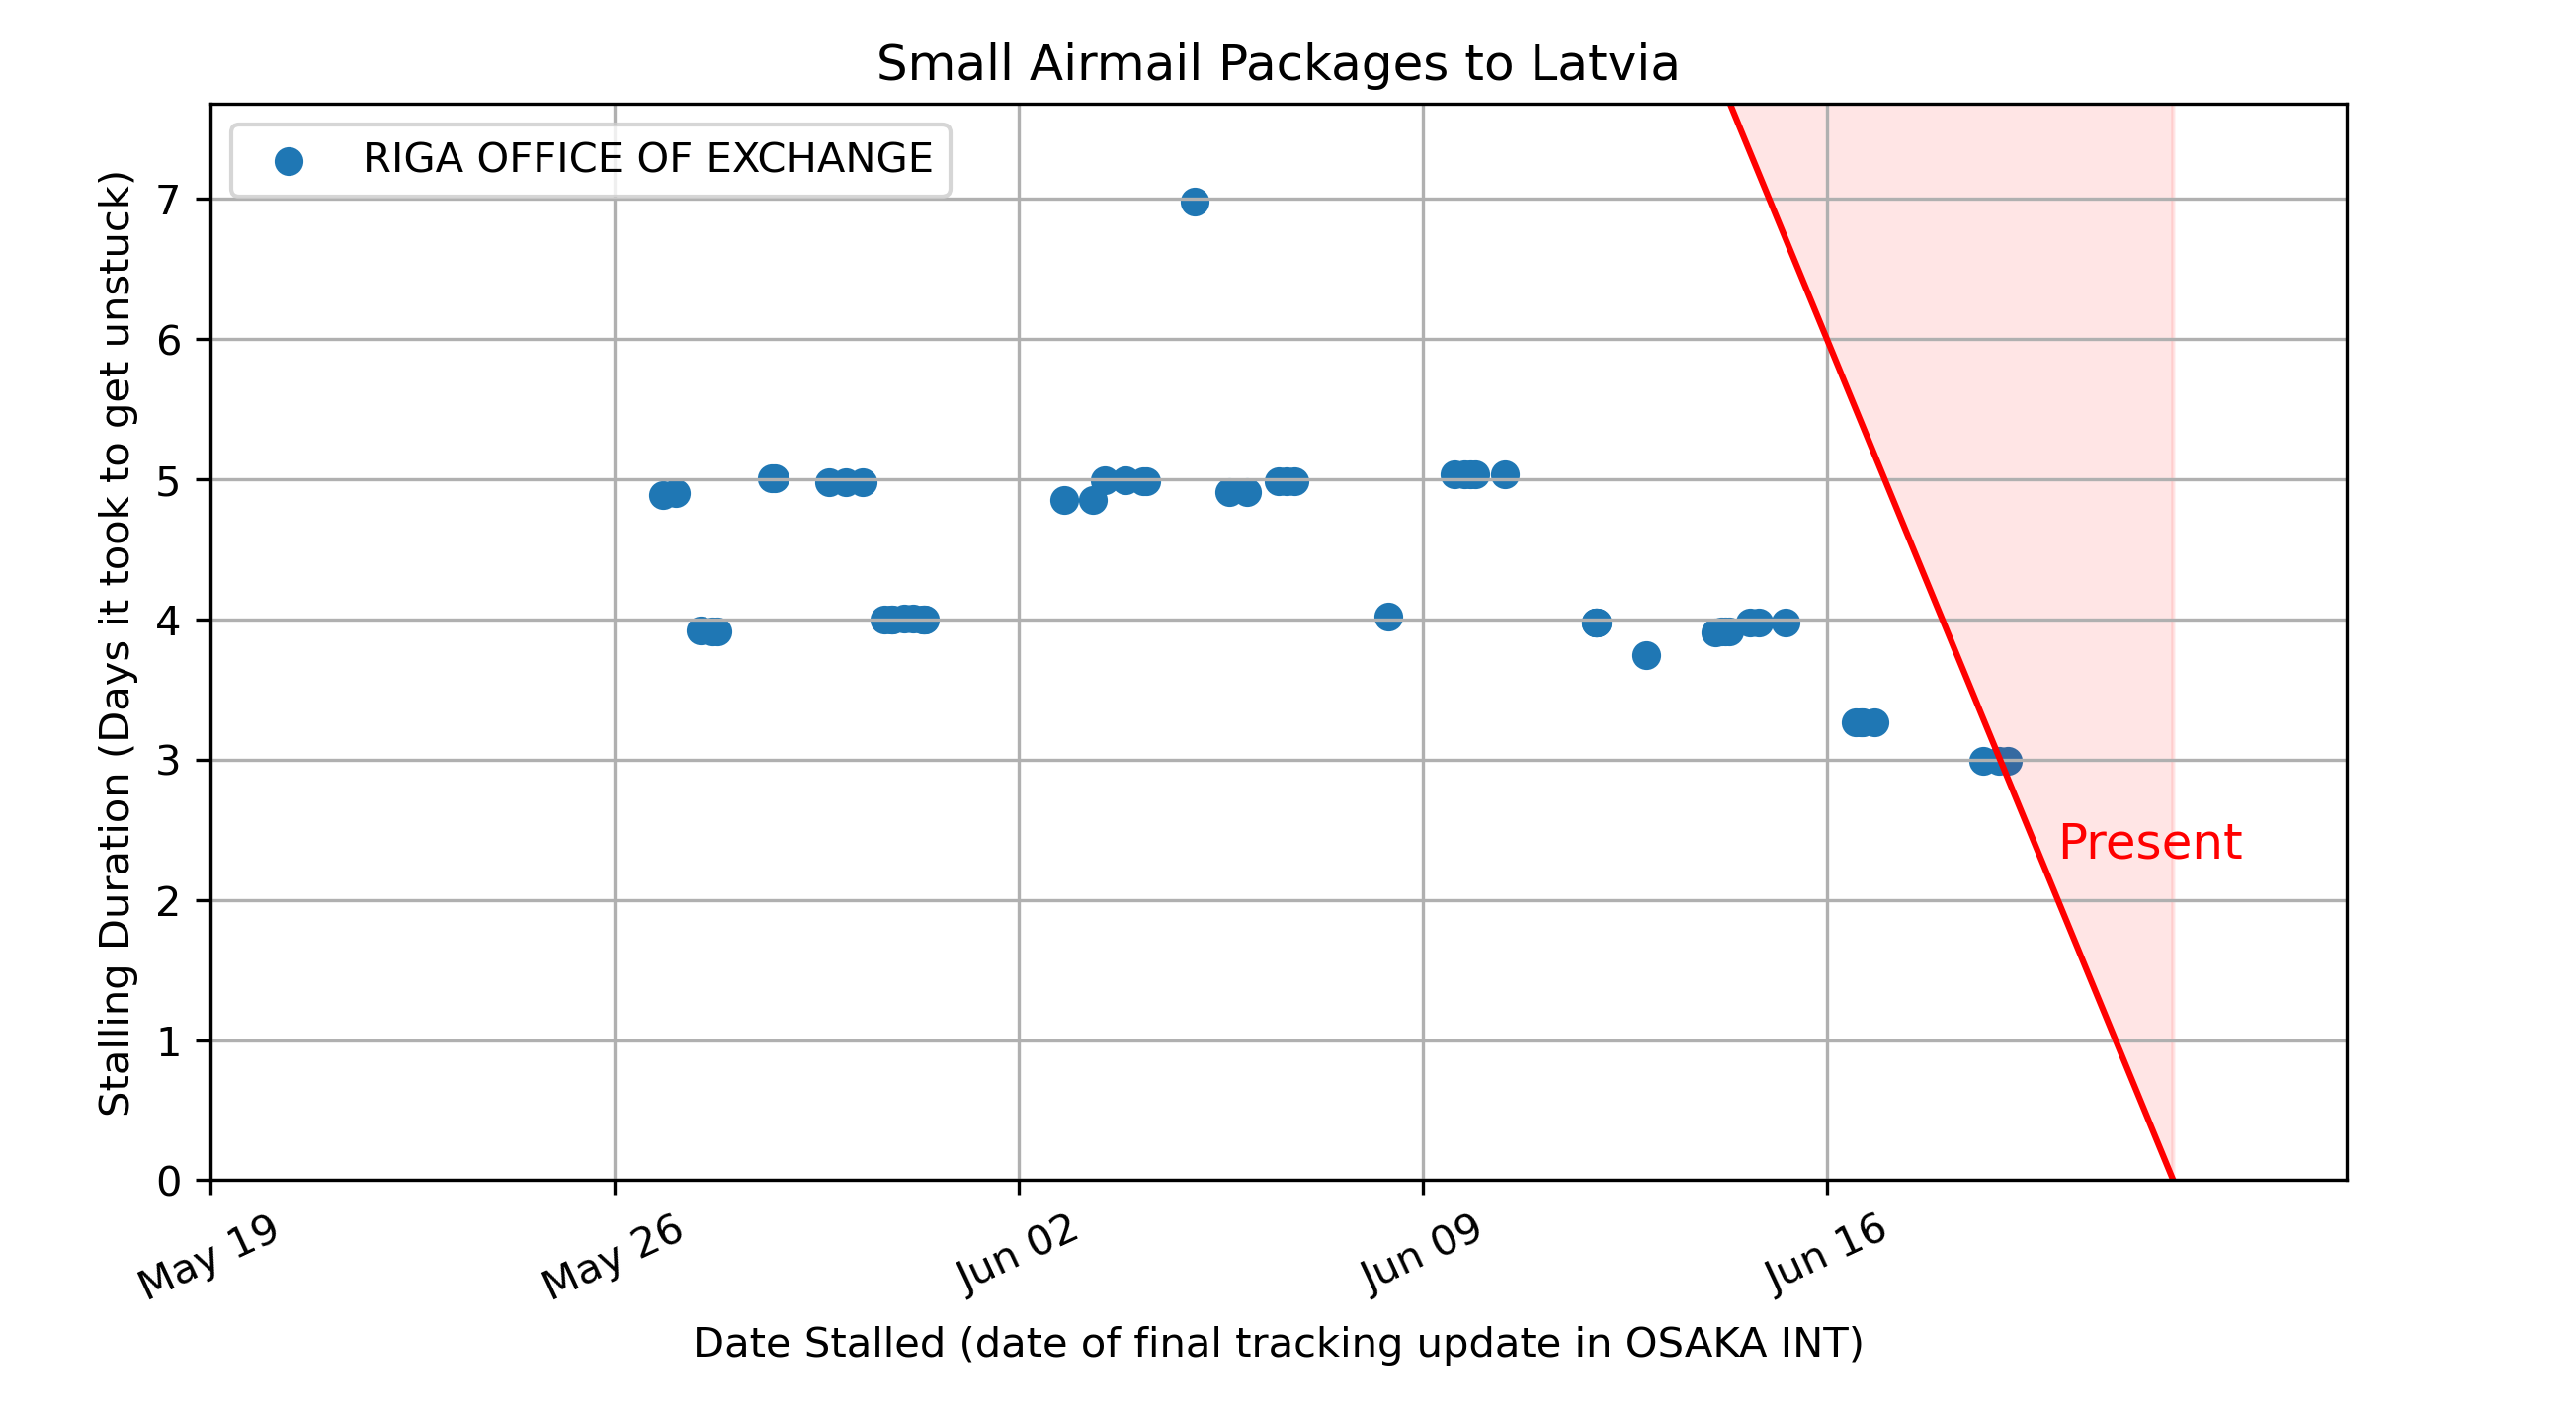 Small Airmail Packages to Latvia
RIGA OFFICE OF EXCHANGE
Stalling Duration (Days it took to get unstuck)
7
6
5
4
3
2
1
0
Present
May 19
May 26
Jun 02
Jun 09
Jun 16
Date Stalled (date of final tracking update in OSAKA INT)